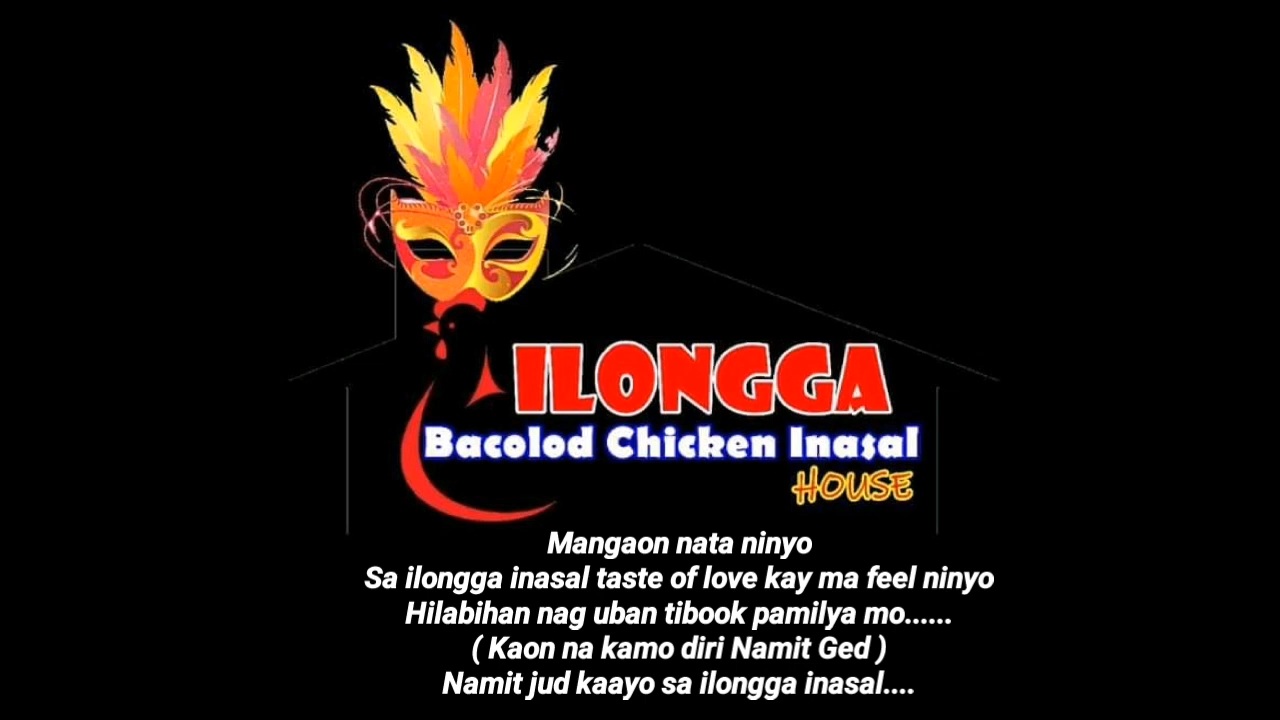 ILONGGA
Bacolod Chicken Inasal
HOUSE
Mangaon nata ninyo
Sa ilongga inasal taste of love kay ma feel ninyo
Hilabihan nag uban tibook pamilya mo......
( Kaon na kamo diri Namit Ged )
Namit jud kaayo sa ilongga inasal....